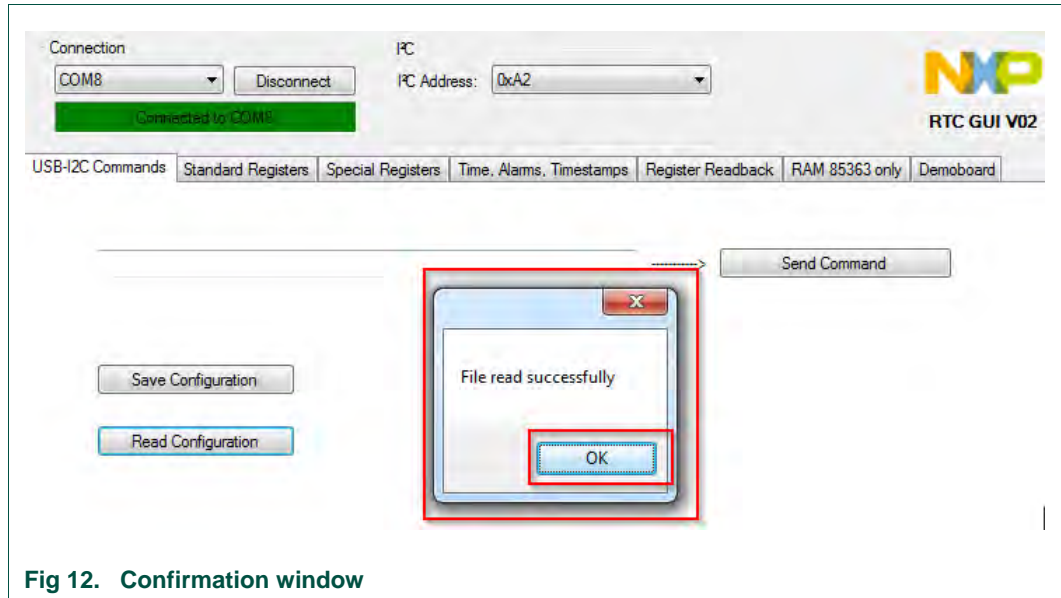 Connection
I²C
COM8
Disconnect
I²C Address:
0xA2
Connected to COM8
NXP
RTC GUI V02
USB-I2C Commands
Standard Registers
Special Registers
Time, Alarms, Timestamps
Register Readback
RAM 85363 only
Demoboard
----------->
Send Command
X
File read successfully
OK
Save Configuration
Read Configuration
Fig 12. Confirmation window